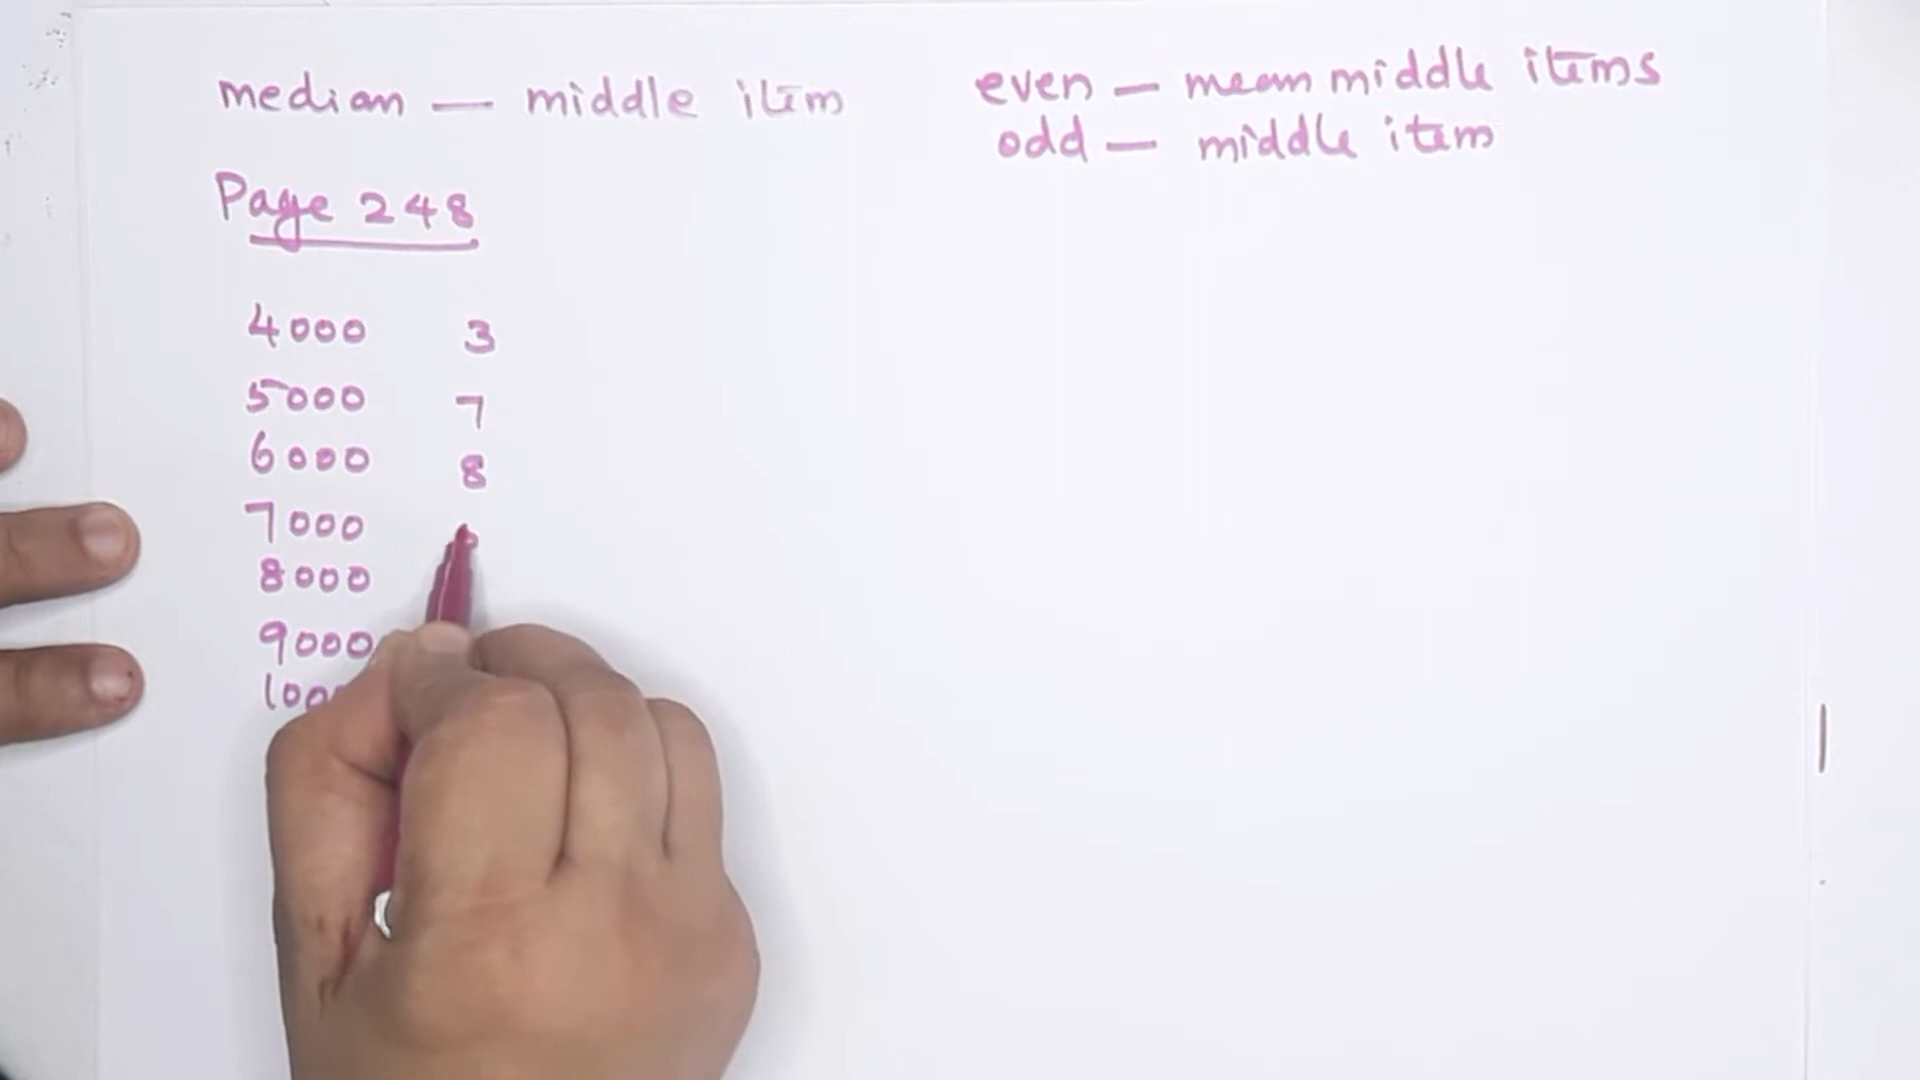 median — middle item
even — mean middle items
odd — middle item
Page 248
4000 3
5000 7
6000 8
7000
8000
9000